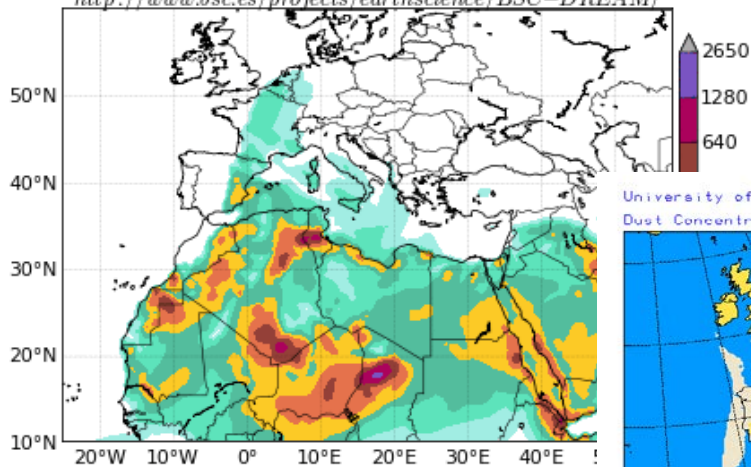 http://www.bsc.es/projects/earthscience/BSC-DREAM/
2650
1280
640
50°N
40°N
30°N
20°N
10°N
20°W 10°W 0° 10°E 20°E 30°E 40°E
University of
Dust Concentr